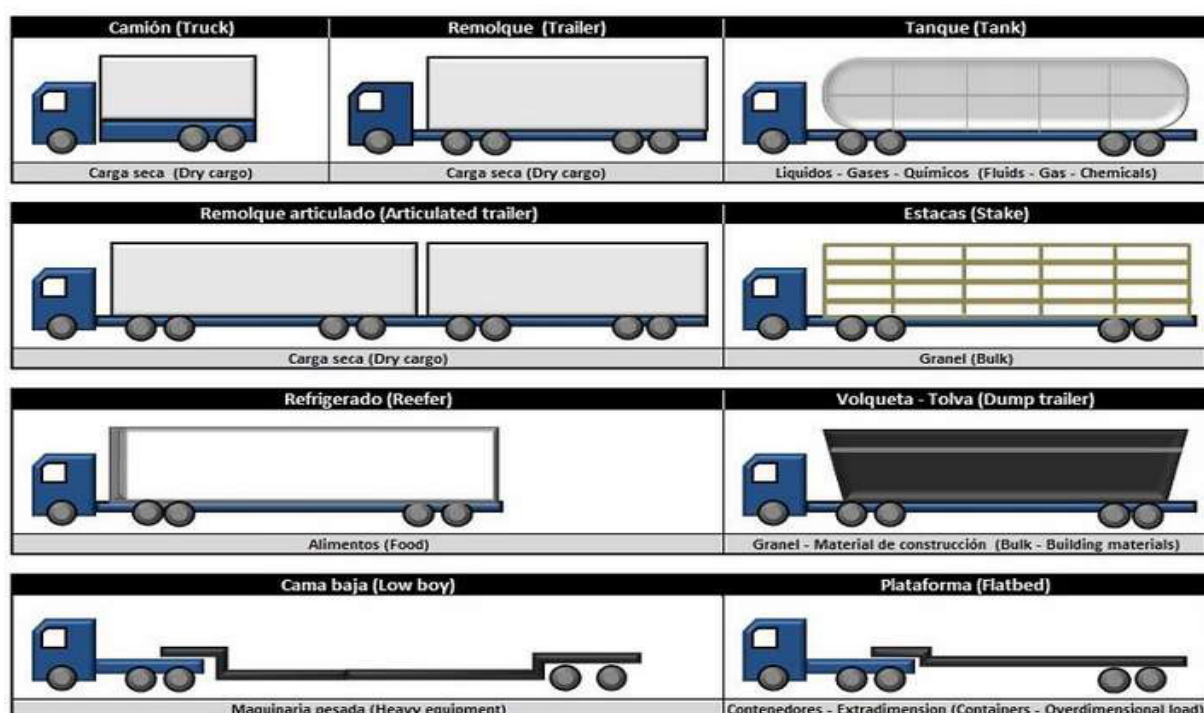 Camión (Truck)
Remolque (Trailer)
Tanque (Tank)
Carga seca (Dry cargo)
Carga seca (Dry cargo)
Liquidos - Gases - Químicos (Fluids - Gas - Chemicals)
Remolque articulado (Articulated trailer)
Estacas (Stake)
Carga seca (Dry cargo)
Granel (Bulk)
Refrigerado (Reefer)
Volqueta - Tolva (Dump trailer)
Alimentos (Food)
Granel - Material de construcción (Bulk - Building materials)
Cama baja (Low boy)
Plataforma (Flatbed)
Maquinaria pesada (Heavy equipment)
Contenedores - Extradimension (Containers - Overdimensional load)